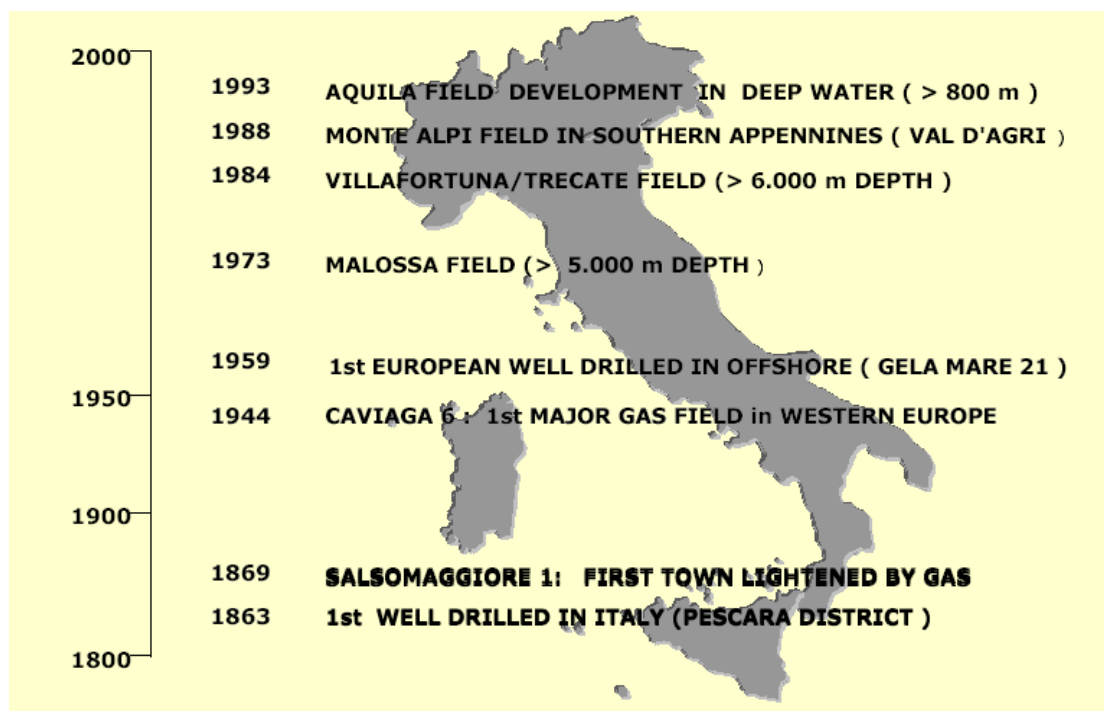 2000
1993 AQUILA FIELD DEVELOPMENT IN DEEP WATER ( > 800 m )
1988 MONTE ALPI FIELD IN SOUTHERN APPENNINES ( VAL D'AGRI )
1984 VILLAFORTUNA/TRECATE FIELD (> 6.000 m DEPTH )
1973 MALOSSA FIELD (> 5.000 m DEPTH )
1959 1st EUROPEAN WELL DRILLED IN OFFSHORE ( GELA MARE 21 )
1950
1944 CAVIAGA 6 : 1st MAJOR GAS FIELD in WESTERN EUROPE
1900
1869 SALSOMAGGIORE 1: FIRST TOWN LIGHTENED BY GAS
1863 1st WELL DRILLED IN ITALY (PESCARA DISTRICT )
1800